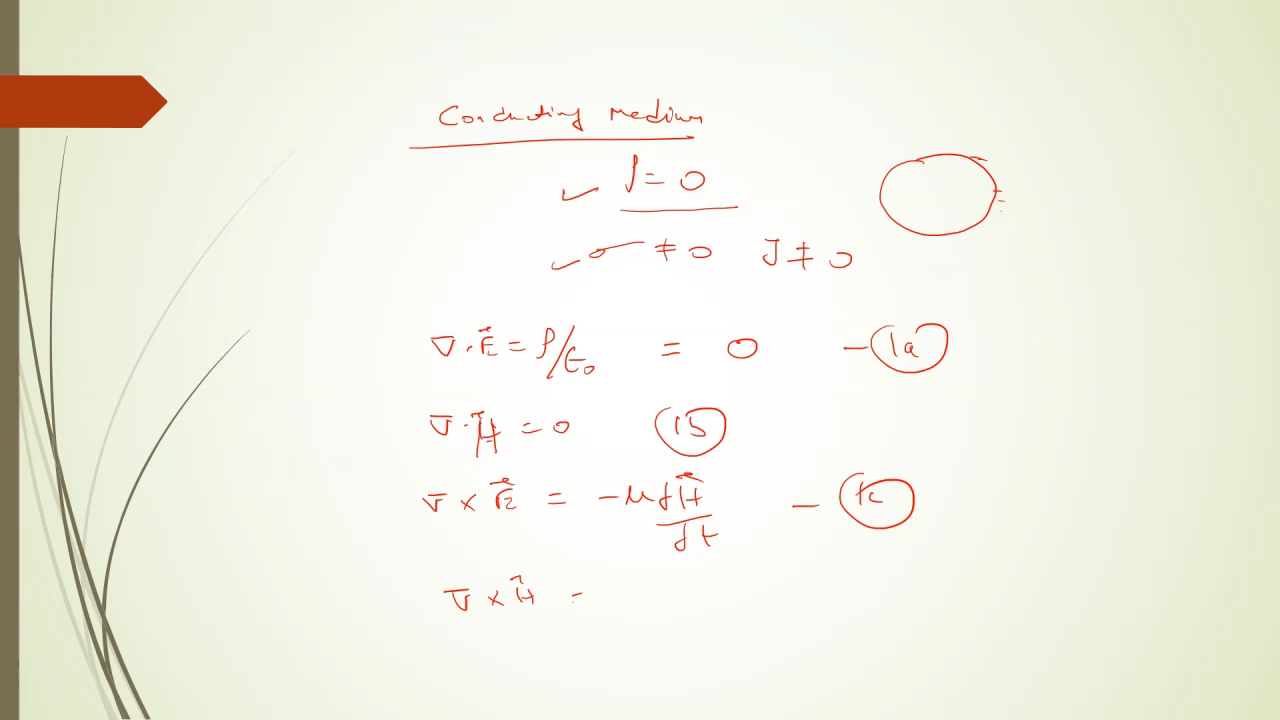 Conducting medium
ρ = 0
σ ≠ 0 J ≠ 0
∇·E⃗ = ρ/ε₀ = 0 - 1a
∇·H⃗ = 0 1b
∇ × E⃗ = -μ ∂H⃗/∂t - 1c
∇ × H⃗ =